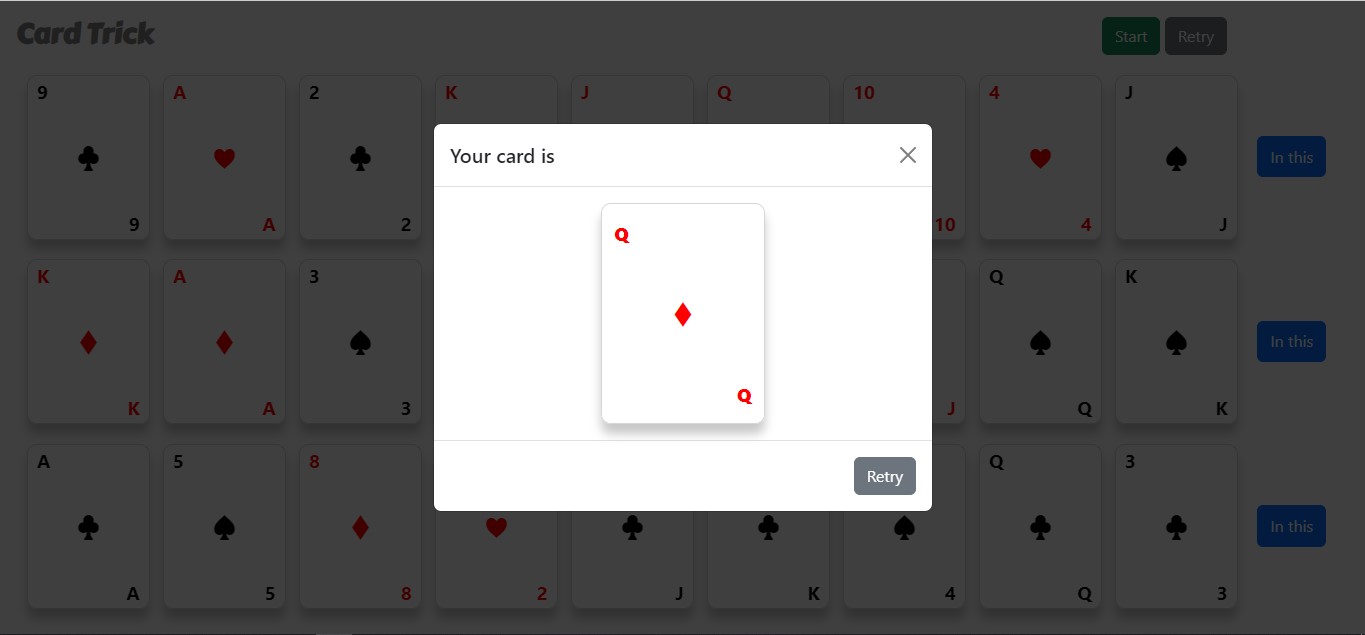 Card Trick
Start Retry
9 A 2 K J Q 10 4 J
In this
9 A 2 10 4 J
K A 3 Q K
In this
K A 3 J Q K
A 5 8 Q 3
In this
A 5 8 2 J K 4 Q 3
Your card is
Q
Q
Retry